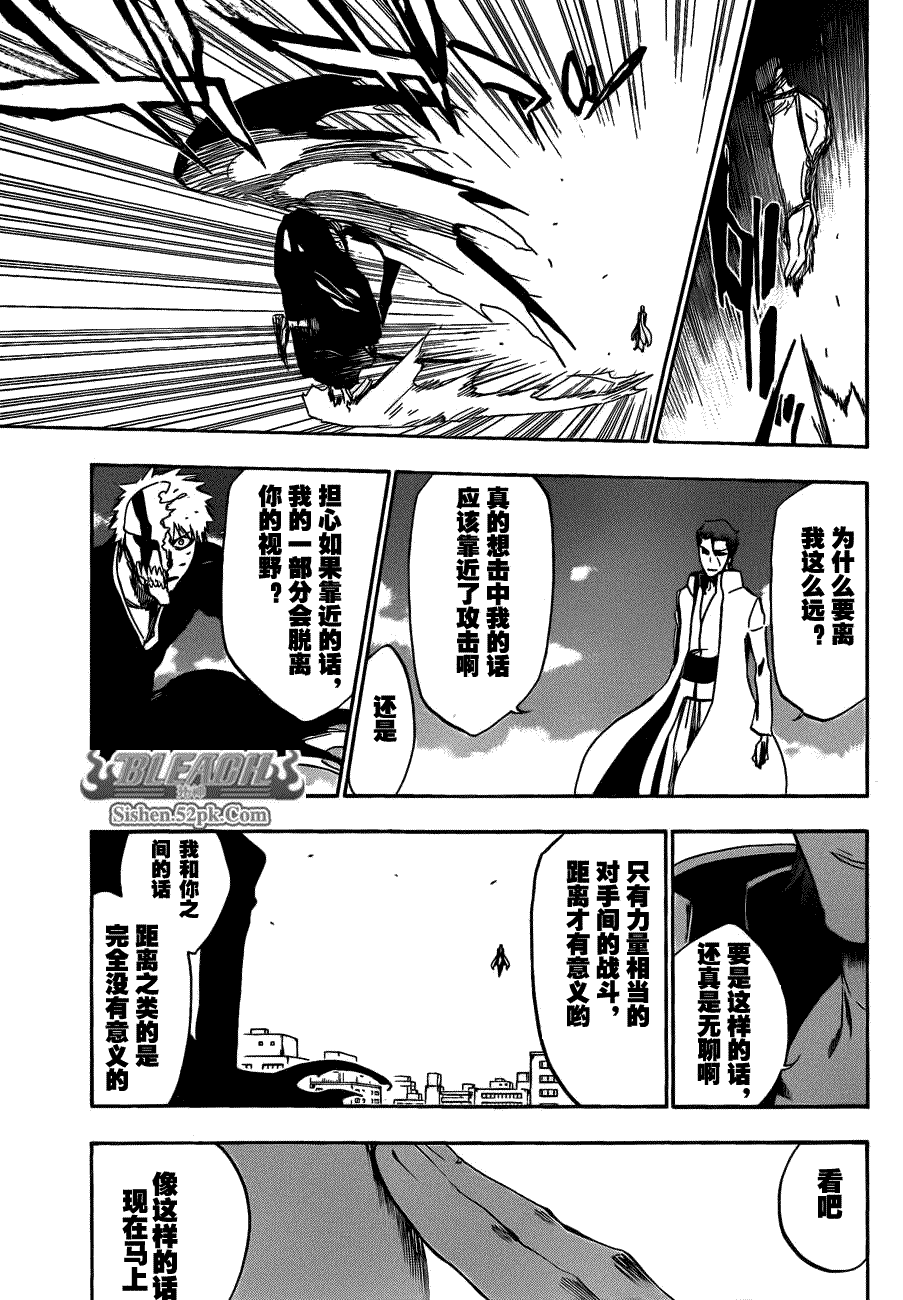 为什么要离
我这么远？
真的想击中我的话
应该靠近了攻击啊
还是
担心如果靠近的话，
我的一部分会脱离
你的视野？
BLEACH
Sishen.52pk.Com
要是这样的话，
还真是无聊啊
只有力量相当的
对手间的战斗，
距离才有意义哟
我和你之
间的话
距离之类的是
完全没有意义的
看吧
像这样的话
现在马上